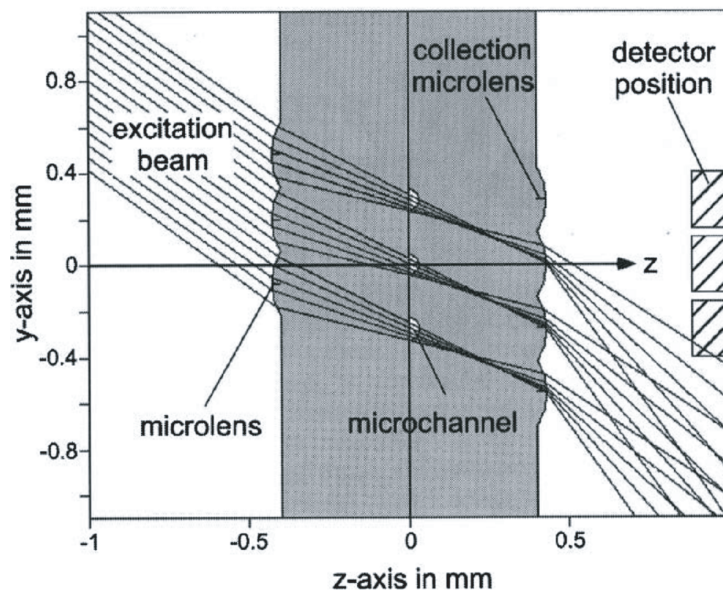 collection
microlens
detector
position
excitation
beam
0.8
0.4
0
-0.4
-0.8
y-axis in mm
z
microlens
microchannel
-1
-0.5
0
0.5
z-axis in mm